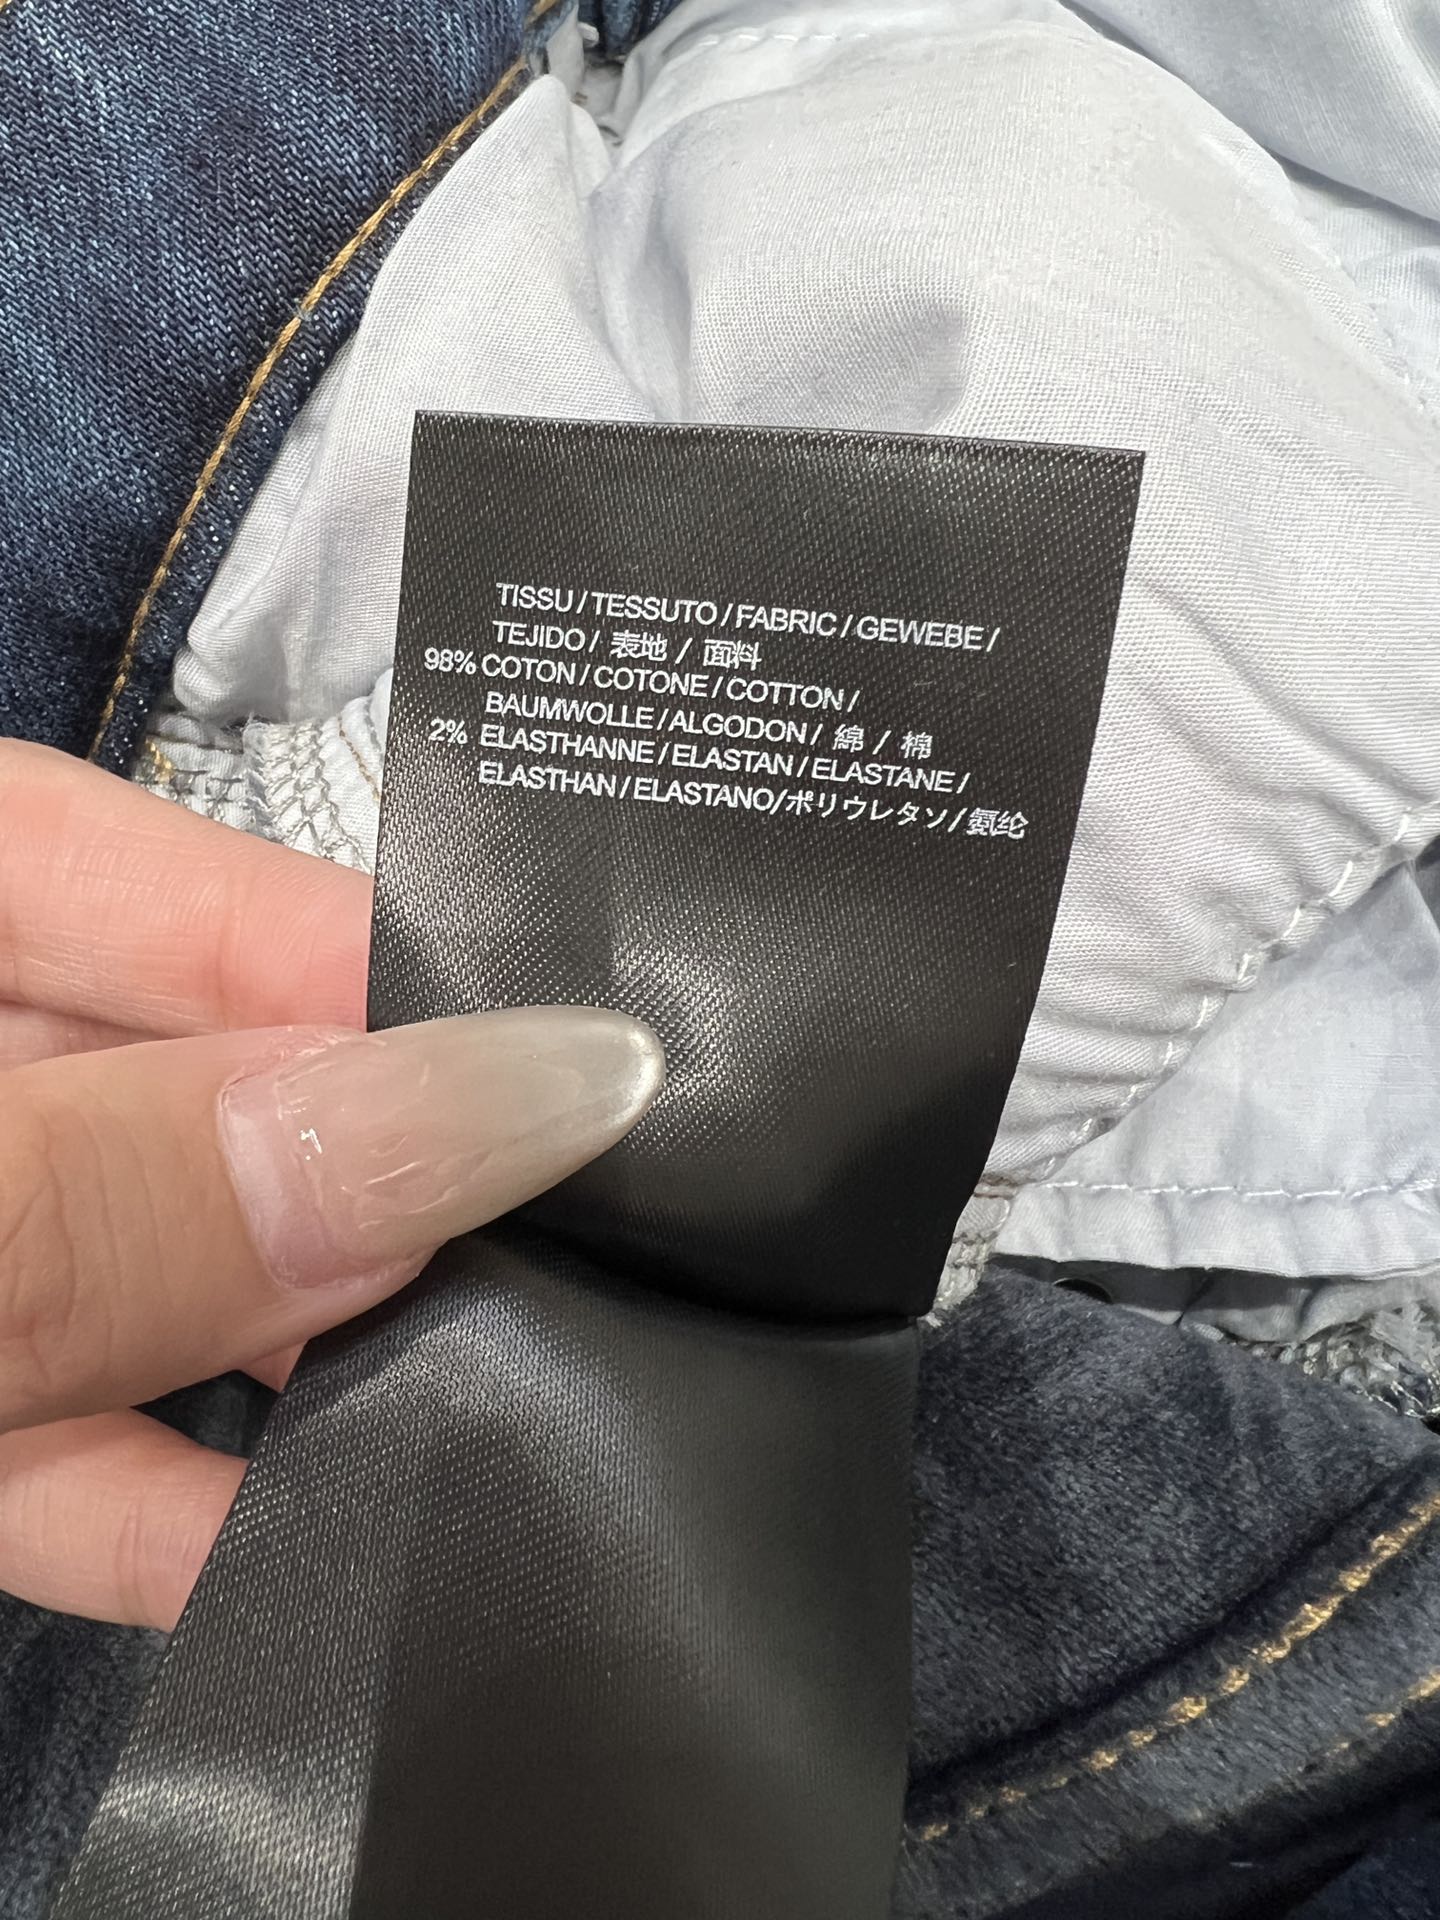 TISSU / TESSUTO / FABRIC / GEWEBE /
TEJIDO / 表地 / 面料
98% COTON / COTONE / COTTON /
BAUMWOLLE / ALGODON / 綿 / 棉
2% ELASTHANNE / ELASTAN / ELASTANE /
ELASTHAN / ELASTANO/ポリウレタン/氨纶